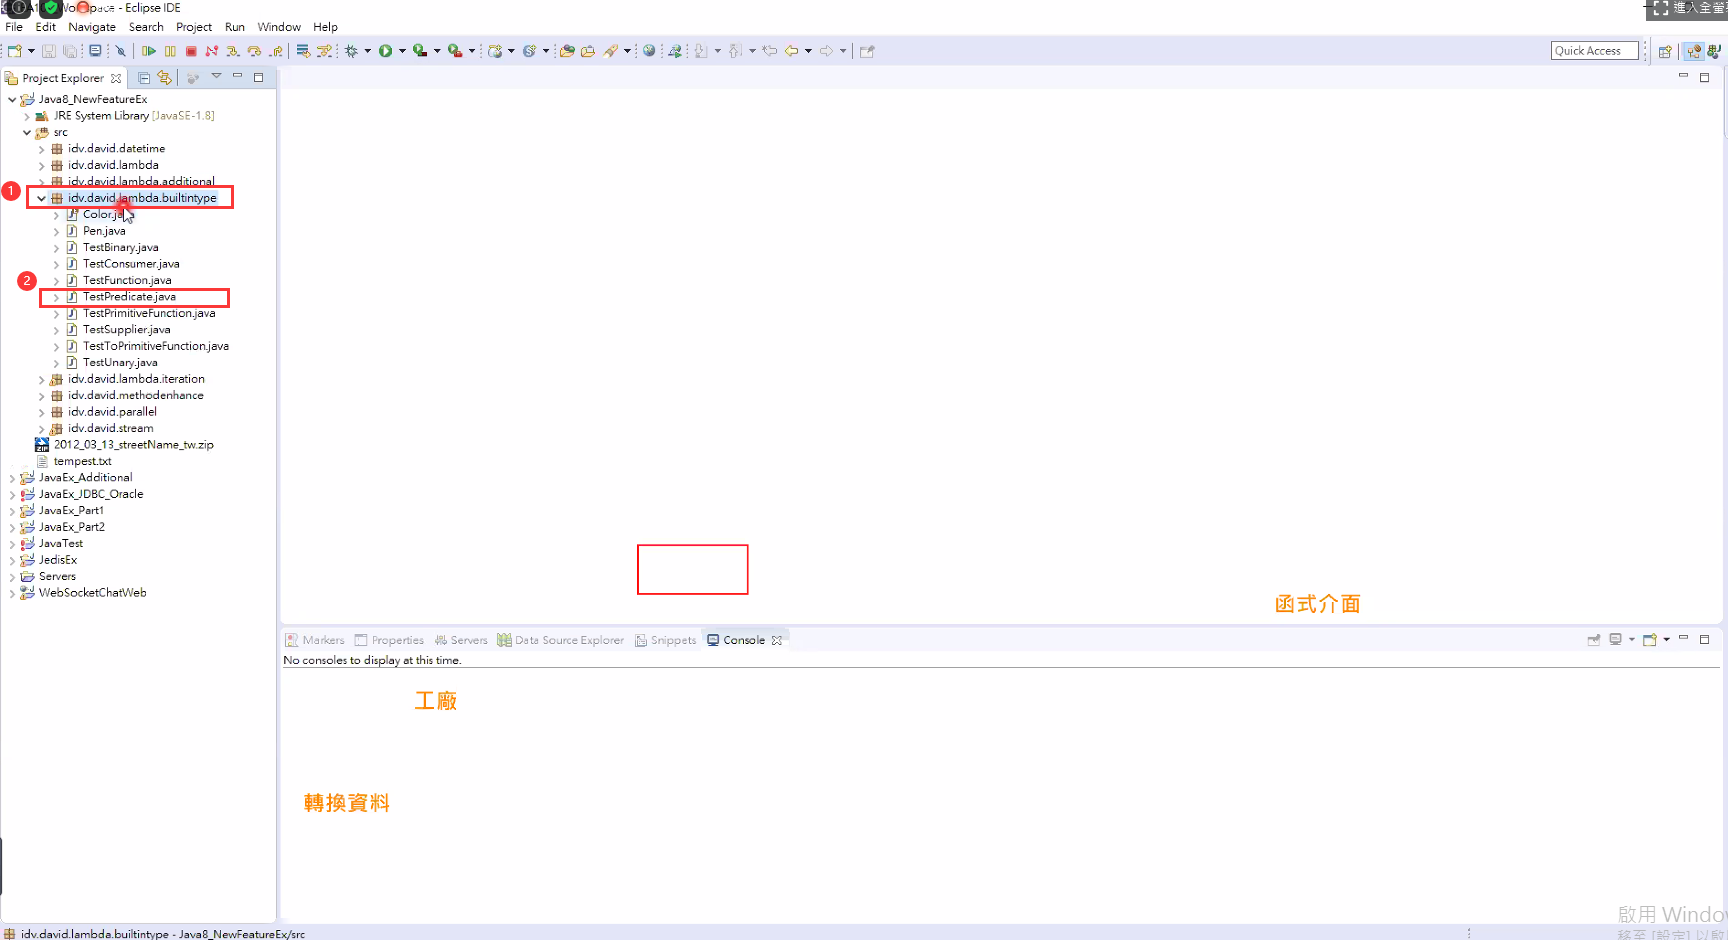 Workspace - Eclipse IDE
進入全螢
File Edit Navigate Search Project Run Window Help
Quick Access
Project Explorer
Java8_NewFeatureEx
JRE System Library [JavaSE-1.8]
src
idv.david.datetime
idv.david.lambda
idv.david.lambda.additional
1
idv.david.lambda.builtintype
Color.ja
Pen.java
TestBinary.java
TestConsumer.java
2
TestFunction.java
TestPredicate.java
TestPrimitiveFunction.java
TestSupplier.java
TestToPrimitiveFunction.java
TestUnary.java
idv.david.lambda.iteration
idv.david.methodenhance
idv.david.parallel
idv.david.stream
2012_03_13_streetName_tw.zip
tempest.txt
JavaEx_Additional
JavaEx_JDBC_Oracle
JavaEx_Part1
JavaEx_Part2
JavaTest
JedisEx
Servers
WebSocketChatWeb
函式介面
Markers Properties Servers Data Source Explorer Snippets Console
No consoles to display at this time.
工廠
轉換資料
啟用 Window
移至 [設定] 以啟
idv.david.lambda.builtintype - Java8_NewFeatureEx/src